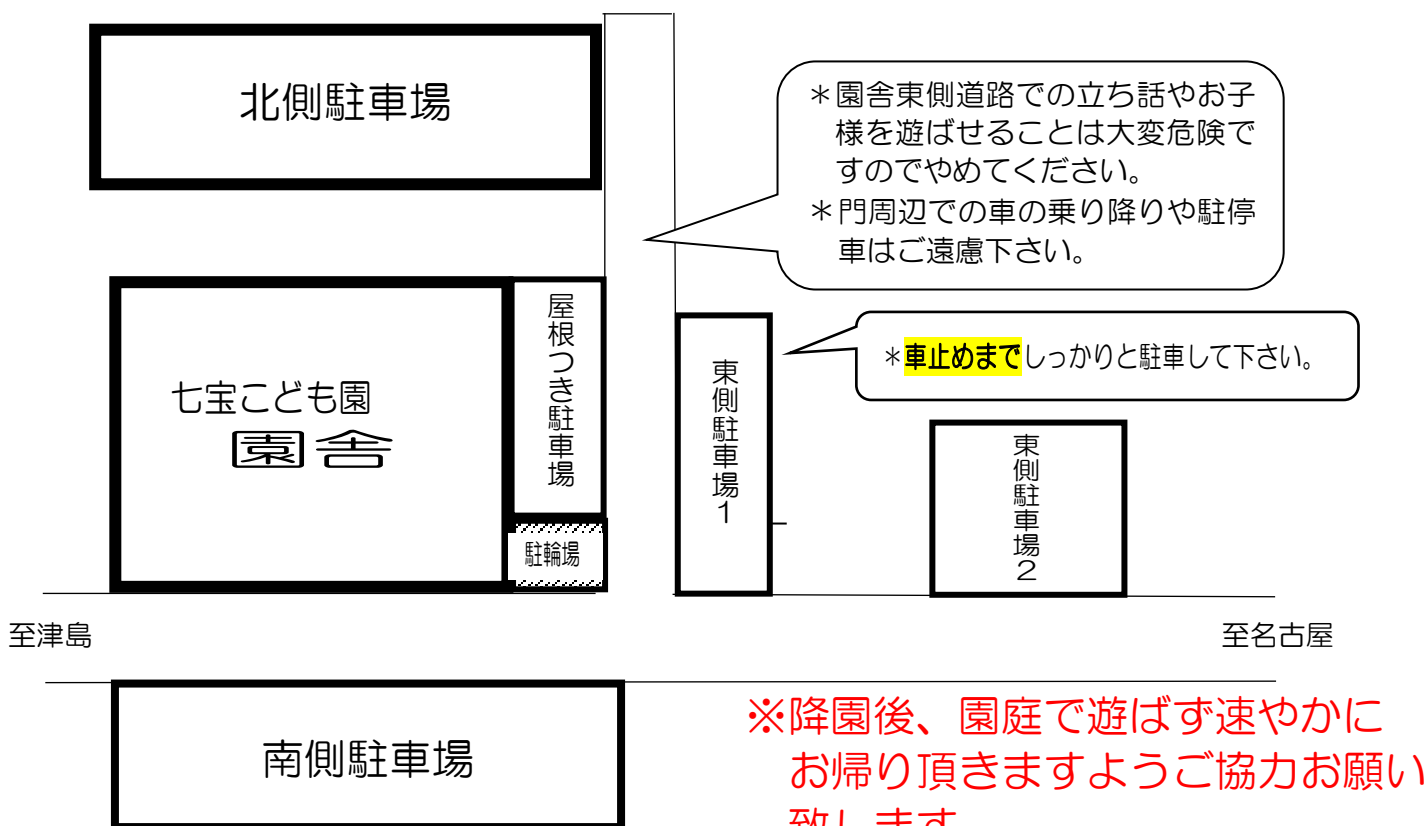 北側駐車場
＊園舎東側道路での立ち話やお子
様を遊ばせることは大変危険で
すのでやめてください。
＊門周辺での車の乗り降りや駐停
車はご遠慮下さい。
屋根つき駐車場
七宝こども園
園舎
駐輪場
東側駐車場１
＊車止めまでしっかりと駐車して下さい。
東側駐車場２
至津島
至名古屋
南側駐車場
※降園後、園庭で遊ばず速やかに
お帰り頂きますようご協力お願い
致します